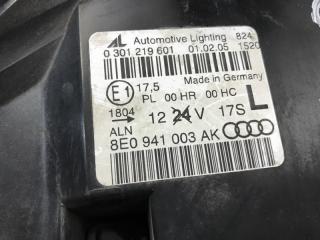 AL Automotive Lighting 824
0 301 219 601 01.02.05 1520
E1 17,5 Made in Germany
PL 00 HR 00 HC
1804 12 24 V 17S L
ALN
8E0 941 003 AK